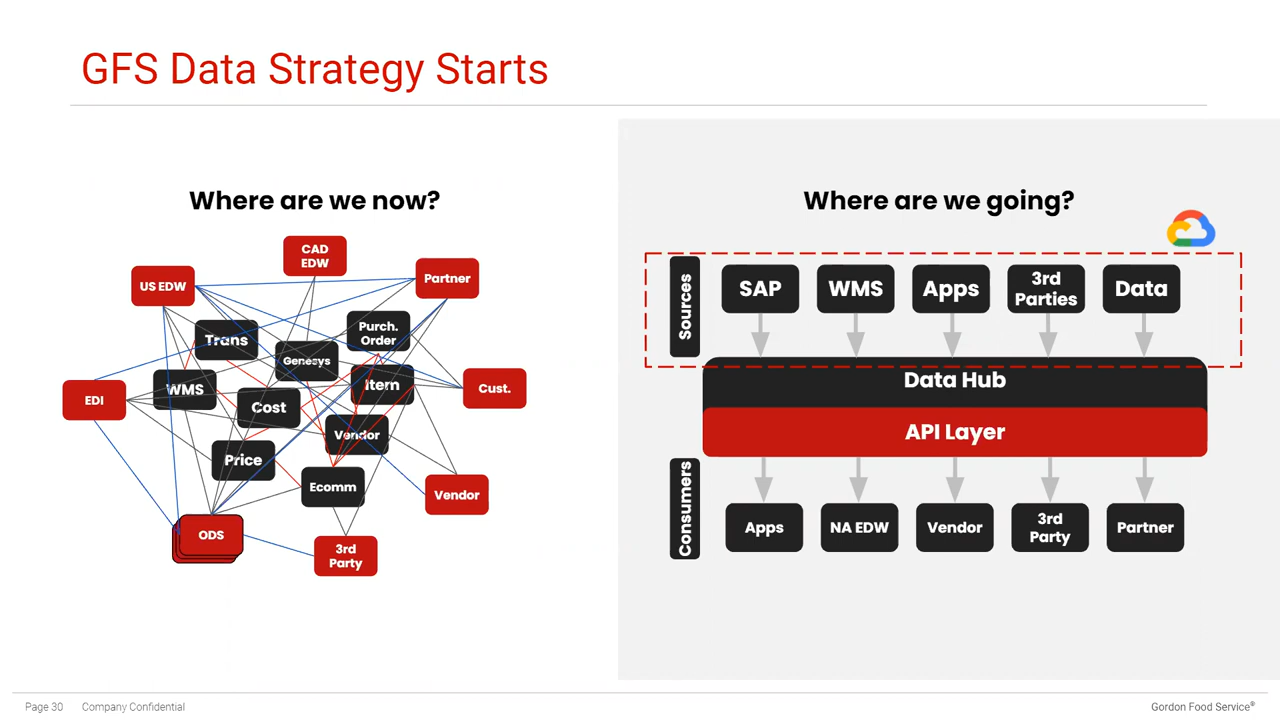 GFS Data Strategy Starts
Where are we now?
CAD
EDW
US EDW
Partner
Trans
Purch.
Order
Genesys
WMS
Item
Cust.
EDI
Cost
Vendor
Price
Ecomm
Vendor
ODS
3rd
Party
Where are we going?
Sources
SAP
WMS
Apps
3rd
Parties
Data
Data Hub
API Layer
Consumers
Apps
NA EDW
Vendor
3rd
Party
Partner
Page 30
Company Confidential
Gordon Food Service®